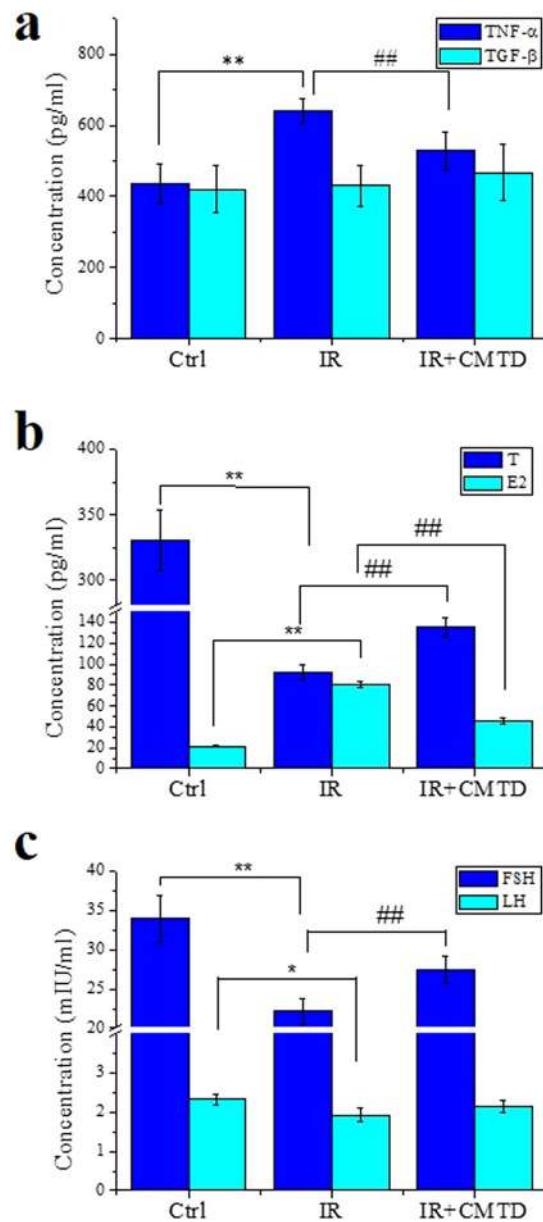 a
TNF-α
TGF-β
**
##
Concentration (pg/ml)
800
600
400
200
0
Ctrl
IR
IR+CMTD
b
T
E2
**
##
##
**
Concentration (pg/ml)
400
350
300
140
120
100
80
60
40
20
0
Ctrl
IR
IR+CMTD
c
FSH
LH
**
##
*
Concentration (mIU/ml)
40
35
30
25
20
3
2
1
0
Ctrl
IR
IR+CMTD